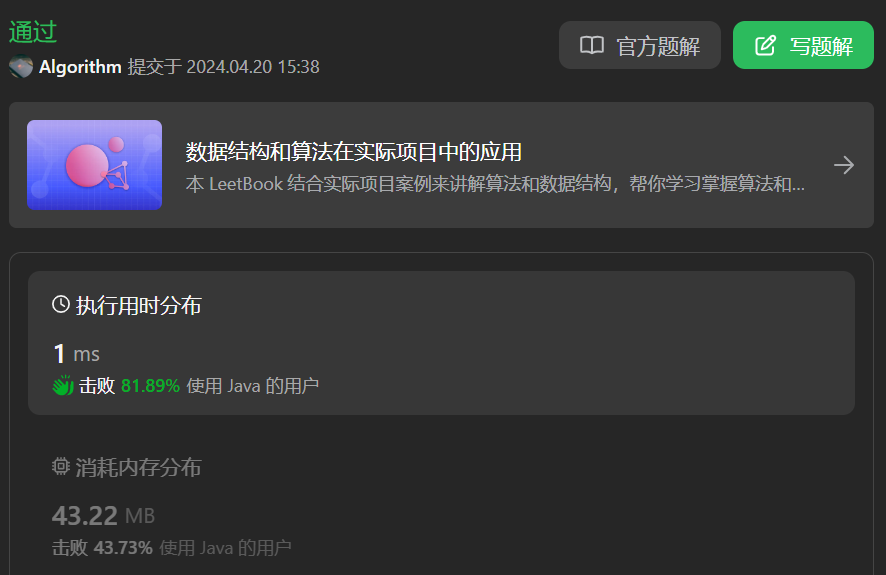 通过
官方题解
写题解
Algorithm 提交于 2024.04.20 15:38
数据结构和算法在实际项目中的应用
本 LeetBook 结合实际项目案例来讲解算法和数据结构，帮你学习掌握算法和...
执行用时分布
1 ms
击败 81.89% 使用 Java 的用户
消耗内存分布
43.22 MB
击败 43.73% 使用 Java 的用户